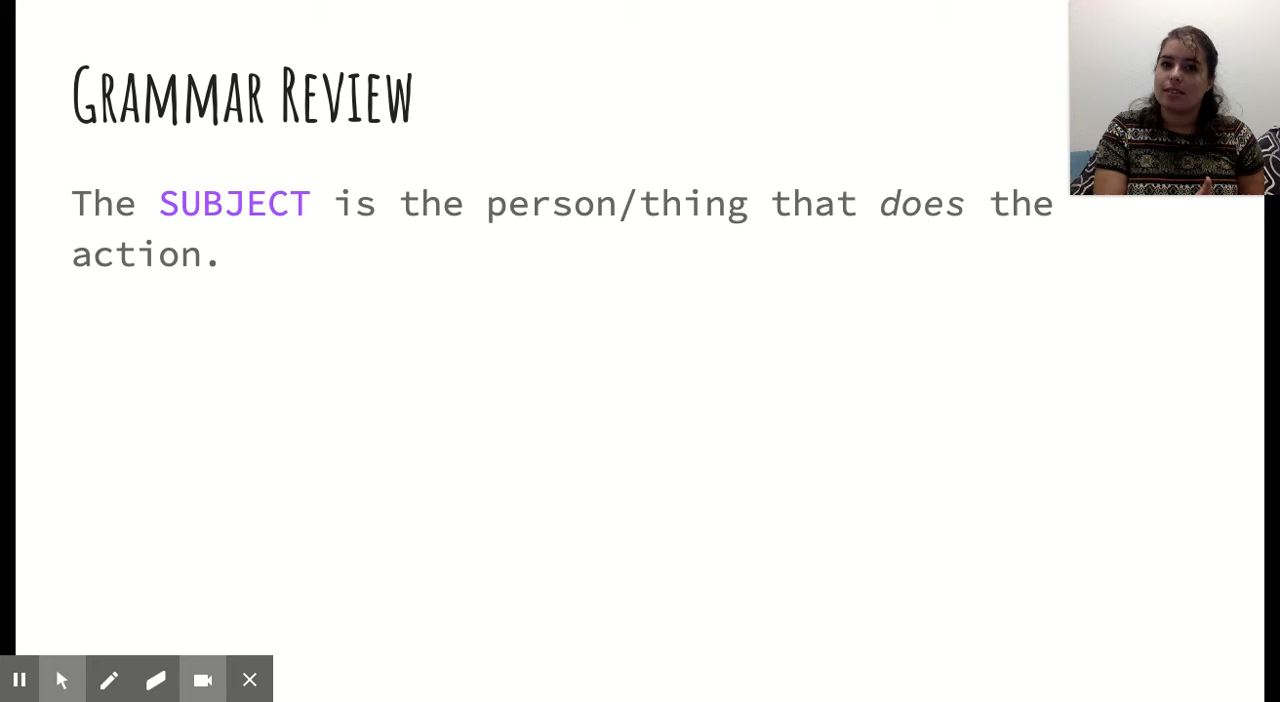 GRAMMAR REVIEW
The SUBJECT is the person/thing that does the
action.